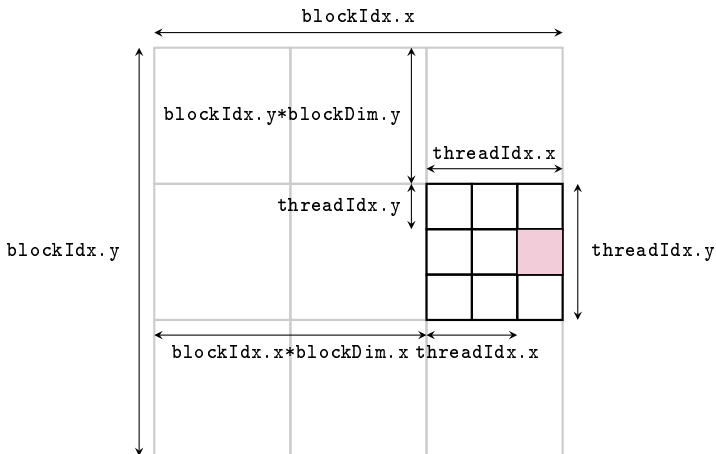 blockIdx.x
blockIdx.y*blockDim.y
threadIdx.x
threadIdx.y
blockIdx.y
threadIdx.y
blockIdx.x*blockDim.x threadIdx.x